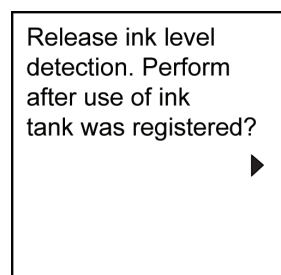 Release ink level
detection. Perform
after use of ink
tank was registered?